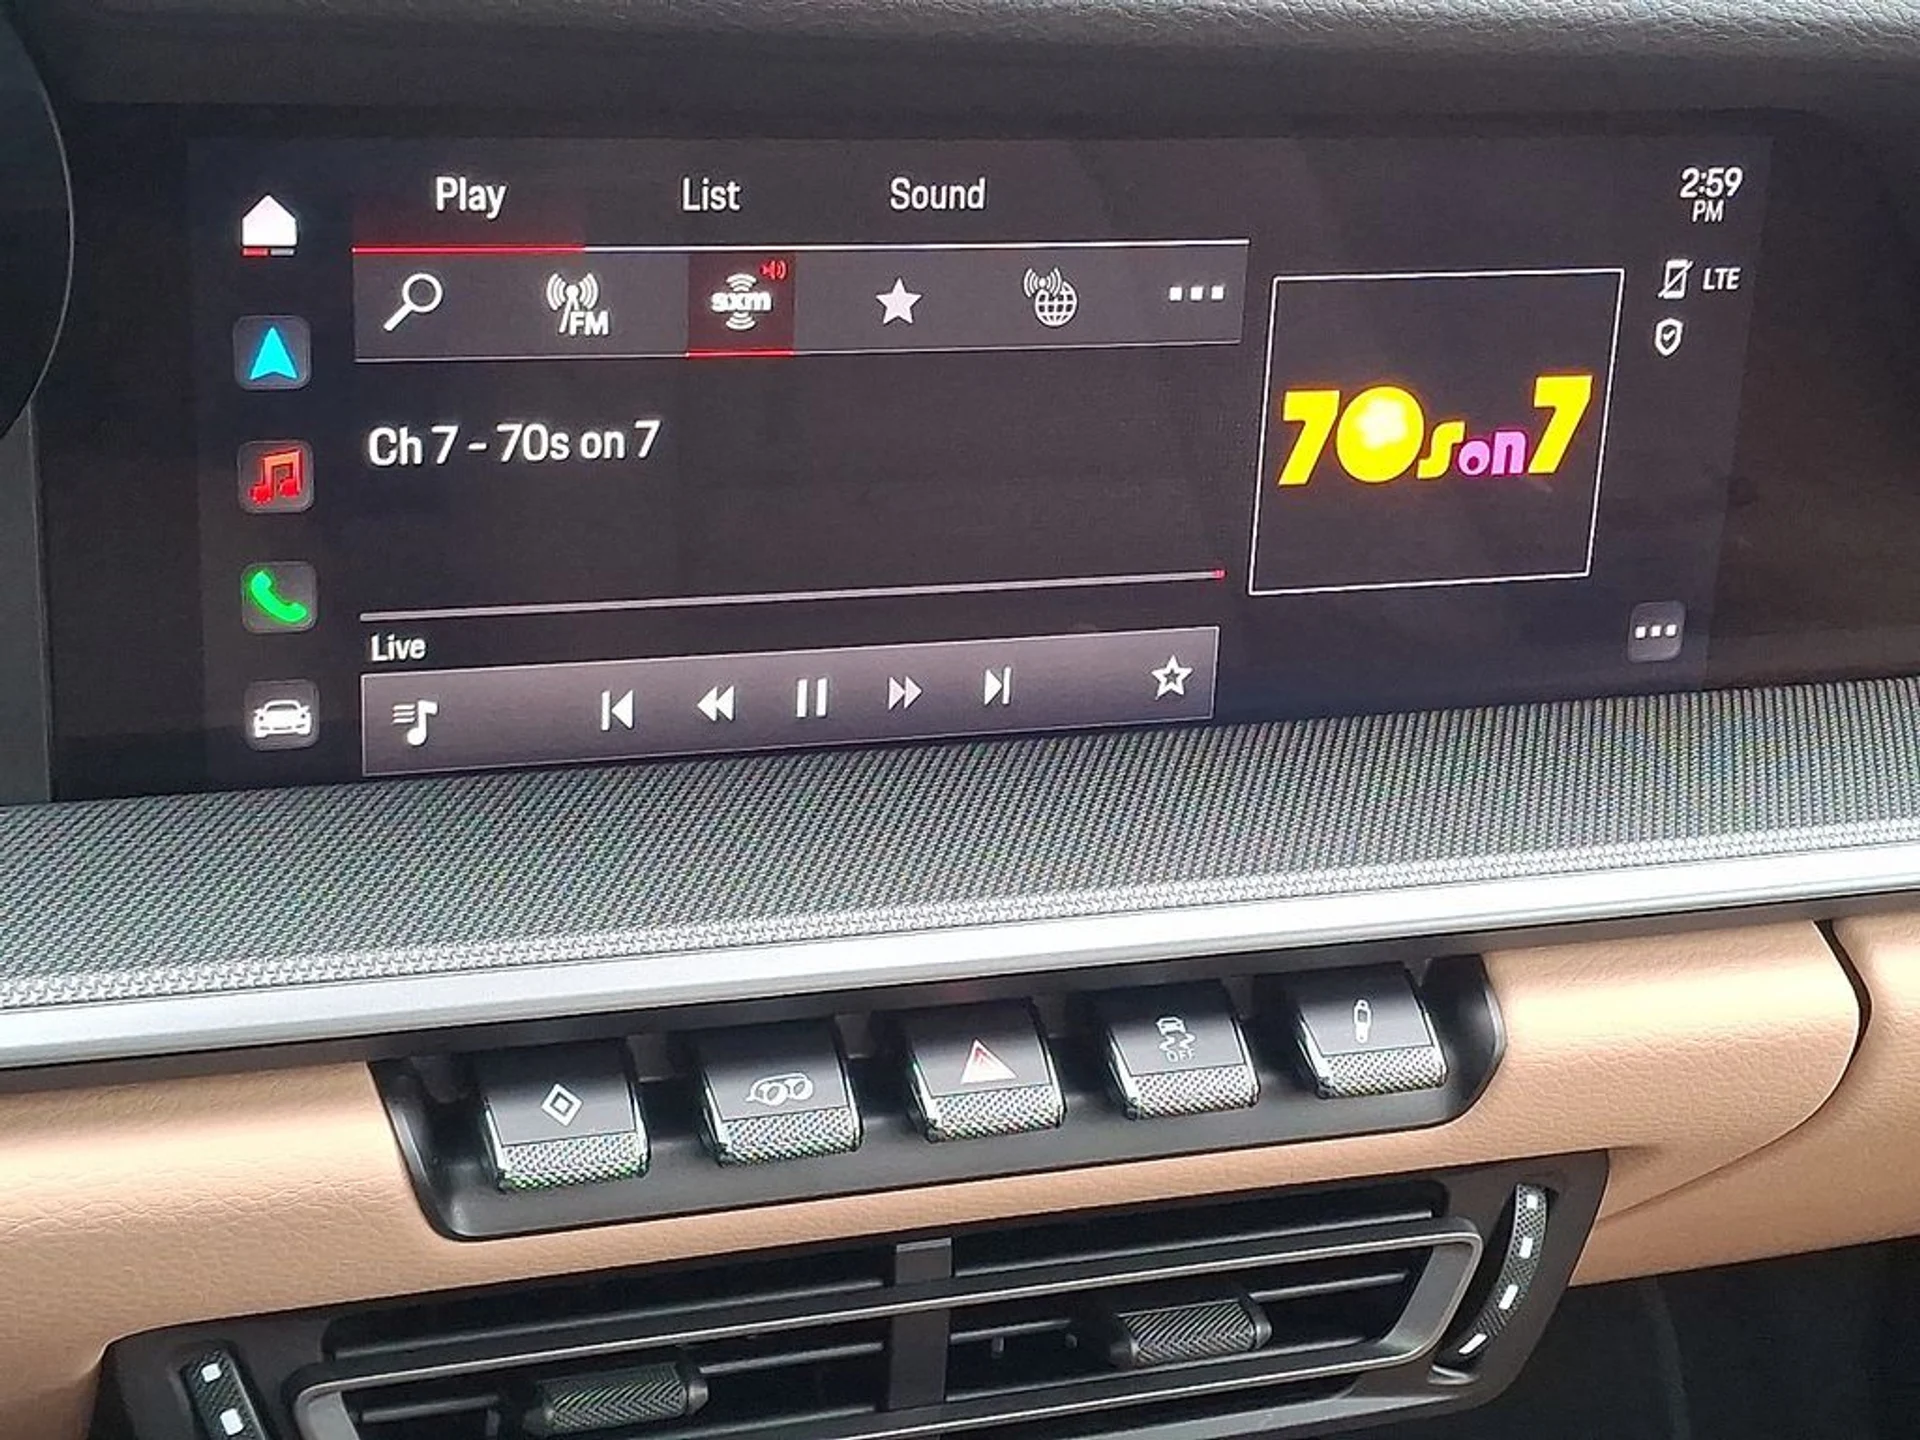 Play List Sound
2:59
PM
FM
sxm
LTE
Ch 7 - 70s on 7
70s on 7
Live
OFF